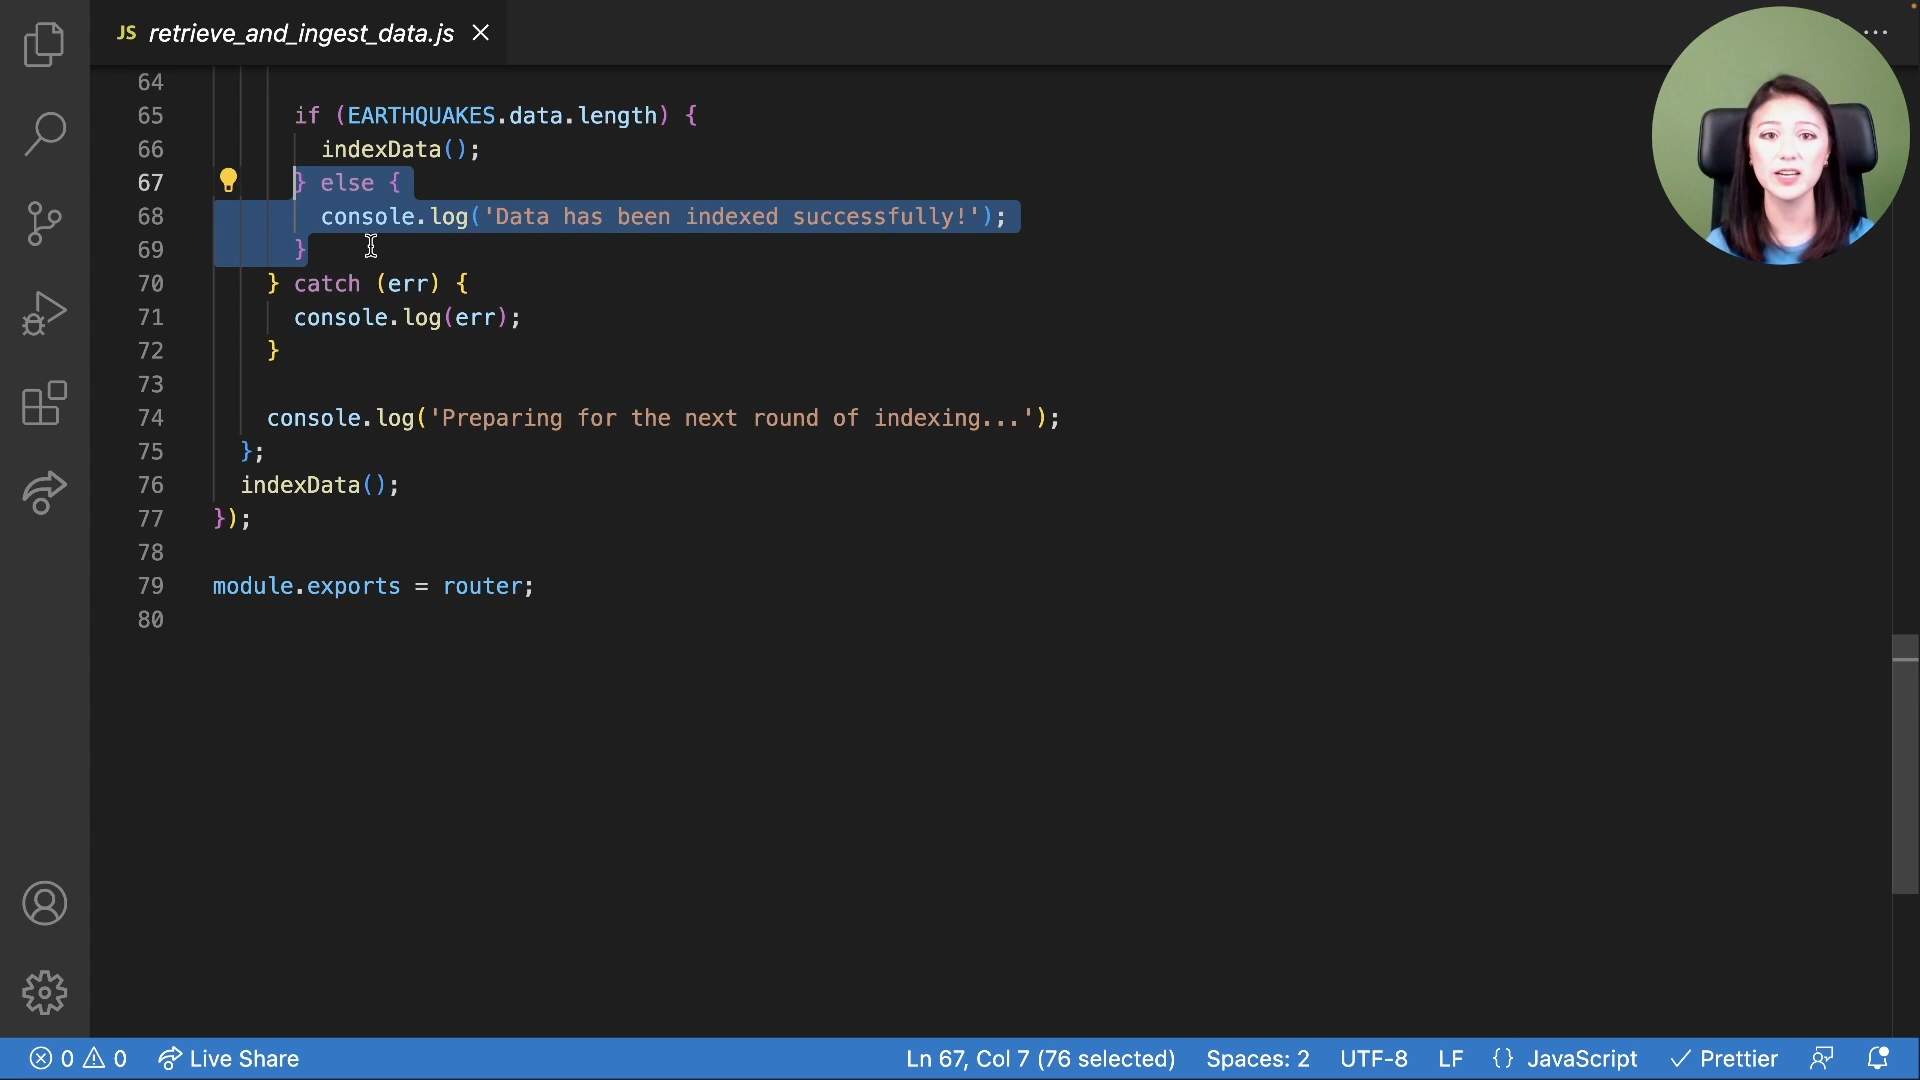 JS retrieve_and_ingest_data.js
64
65 if (EARTHQUAKES.data.length) {
66 indexData();
67 } else {
68 console.log('Data has been indexed successfully!');
69 }
70 } catch (err) {
71 console.log(err);
72 }
73
74 console.log('Preparing for the next round of indexing...');
75 };
76 indexData();
77 });
78
79 module.exports = router;
80
0 0 Live Share Ln 67, Col 7 (76 selected) Spaces: 2 UTF-8 LF {} JavaScript Prettier